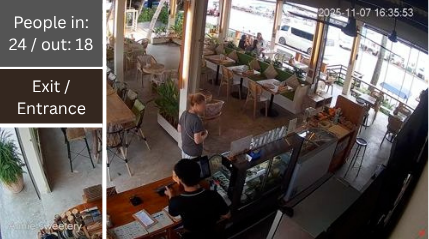 People in:
24 / out: 18
Exit /
Entrance
2025-11-07 16:35:53